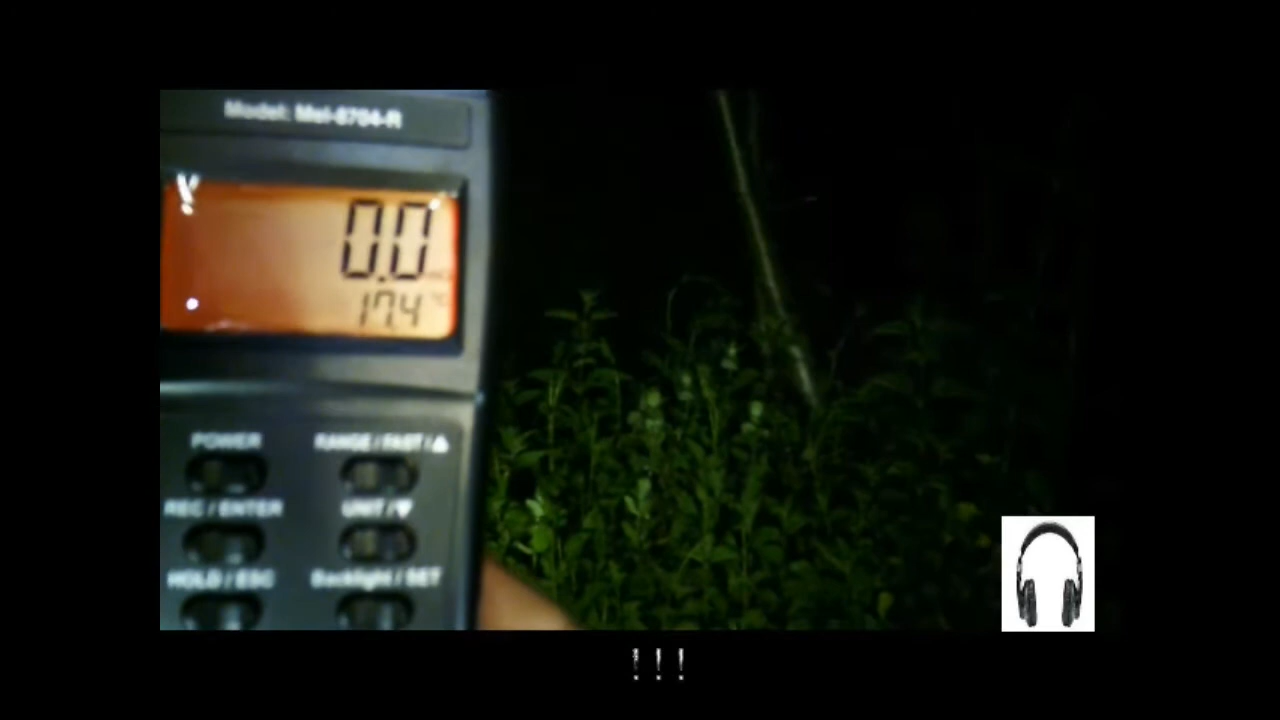 Model: Mel-8704-R
0.0
17.4
POWER RANGE / FAST / ▲
REC / ENTER UNIT / ▼
HOLD / ESC Backlight / SET
!!!